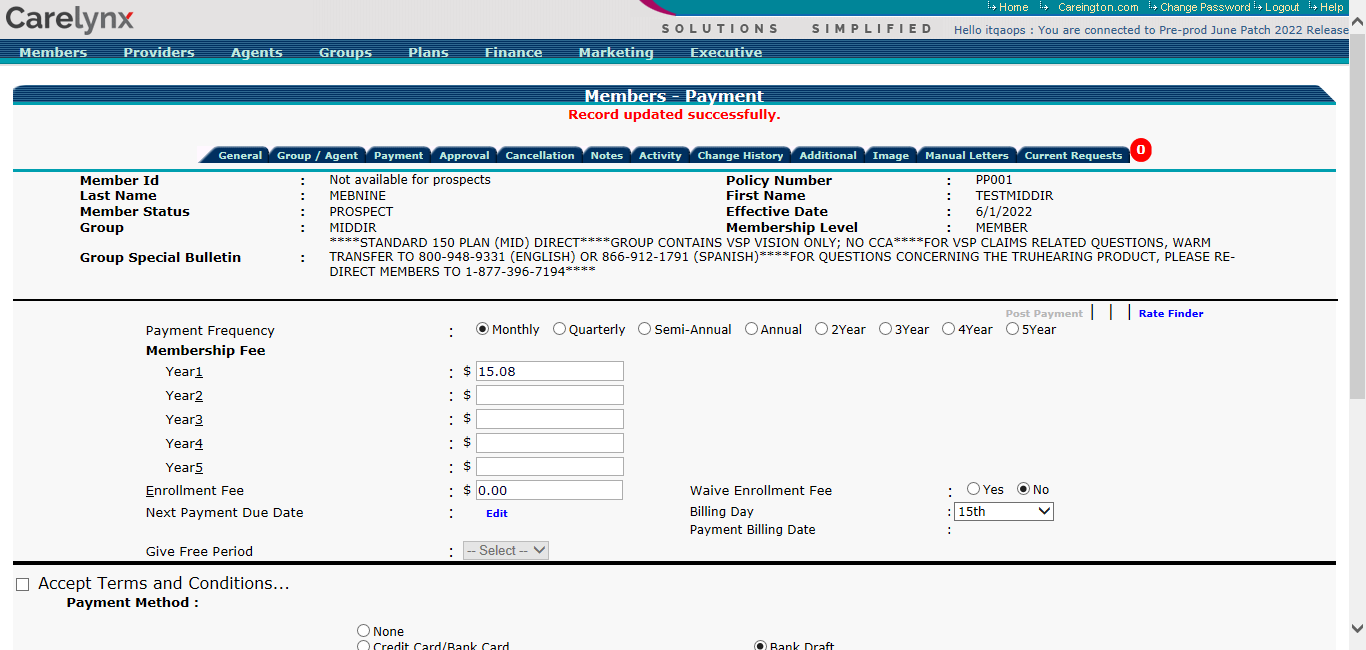 Carelynx
Home Careington.com Change Password Logout Help
SOLUTIONS SIMPLIFIED
Hello itqaops : You are connected to Pre-prod June Patch 2022 Release
Members Providers Agents Groups Plans Finance Marketing Executive
Members - Payment
Record updated successfully.
General Group / Agent Payment Approval Cancellation Notes Activity Change History Additional Image Manual Letters Current Requests 0
Member Id : Not available for prospects Policy Number : PP001
Last Name : MEBNINE First Name : TESTMIDDIR
Member Status : PROSPECT Effective Date : 6/1/2022
Group : MIDDIR Membership Level : MEMBER
Group Special Bulletin : ****STANDARD 150 PLAN (MID) DIRECT****GROUP CONTAINS VSP VISION ONLY; NO CCA****FOR VSP CLAIMS RELATED QUESTIONS, WARM
TRANSFER TO 800-948-9331 (ENGLISH) OR 866-912-1791 (SPANISH)****FOR QUESTIONS CONCERNING THE TRUHEARING PRODUCT, PLEASE RE-
DIRECT MEMBERS TO 1-877-396-7194****
Post Payment | | | Rate Finder
Payment Frequency : Monthly Quarterly Semi-Annual Annual 2Year 3Year 4Year 5Year
Membership Fee
Year1 : $ 15.08
Year2 : $
Year3 : $
Year4 : $
Year5 : $
Enrollment Fee : $ 0.00 Waive Enrollment Fee : Yes No
Next Payment Due Date : Edit Billing Day : 15th
Payment Billing Date :
Give Free Period : -- Select --
Accept Terms and Conditions...
Payment Method :
None
Credit Card/Bank Card Bank Draft